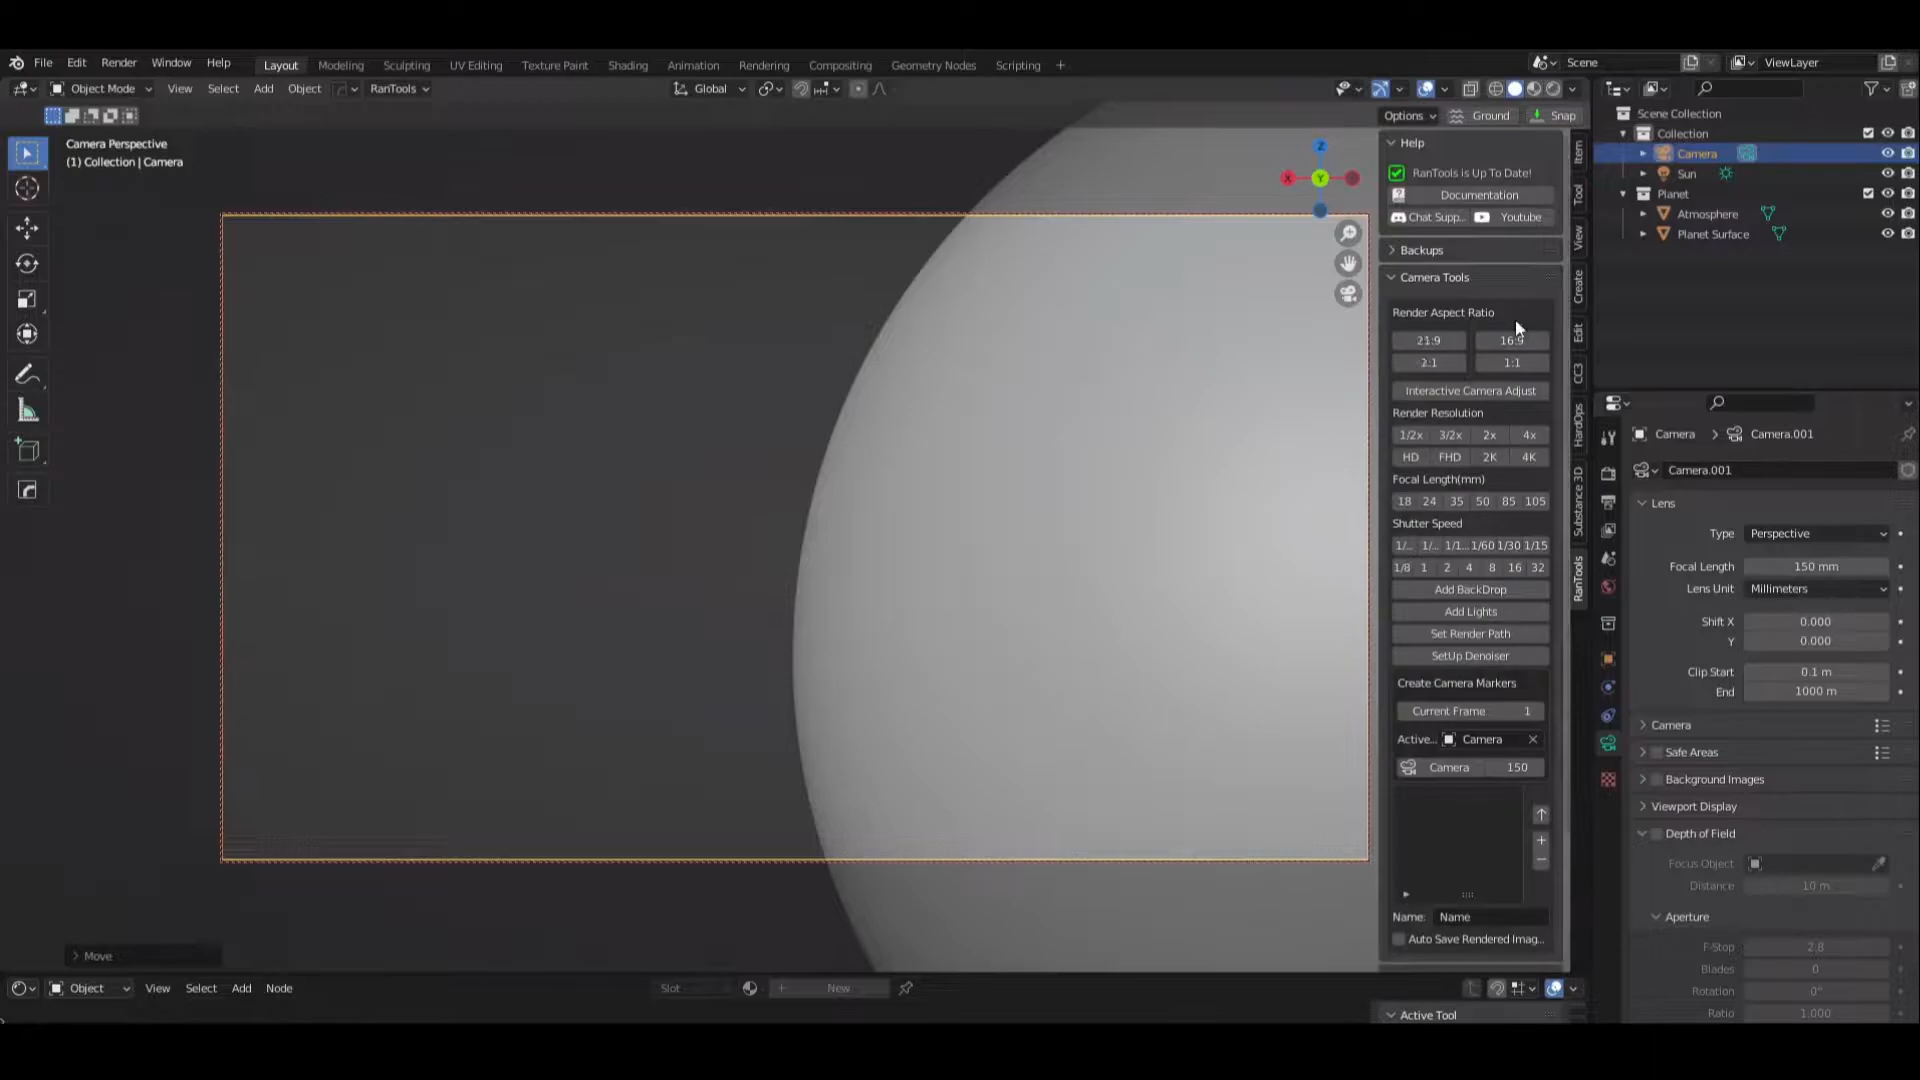 File Edit Render Window Help Layout Modeling Sculpting UV Editing Texture Paint Shading Animation Rendering Compositing Geometry Nodes Scripting + Scene ViewLayer
Object Mode View Select Add Object RanTools Global
Options Ground Snap
Camera Perspective
(1) Collection | Camera
Z
X Y
Help
RanTools is Up To Date!
Documentation
Chat Supp... Youtube
Backups
Camera Tools
Render Aspect Ratio
21:9 16:9
2:1 1:1
Interactive Camera Adjust
Render Resolution
1/2x 3/2x 2x 4x
HD FHD 2K 4K
Focal Length(mm)
18 24 35 50 85 105
Shutter Speed
1/... 1/... 1/1... 1/60 1/30 1/15
1/8 1 2 4 8 16 32
Add BackDrop
Add Lights
Set Render Path
SetUp Denoiser
Create Camera Markers
Current Frame 1
Active... Camera
Camera 150
Name: Name
Auto Save Rendered Imag...
Item
Tool
View
Create
Edit
CC3
HardOps
Substance 3D
RanTools
Scene Collection
Collection
Camera
Sun
Planet
Atmosphere
Planet Surface
Camera > Camera.001
Camera.001
Lens
Type Perspective
Focal Length 150 mm
Lens Unit Millimeters
Shift X 0.000
Y 0.000
Clip Start 0.1 m
End 1000 m
Camera
Safe Areas
Background Images
Viewport Display
Depth of Field
Focus Object
Distance 10 m
Aperture
F-Stop 2.8
Blades 0
Rotation 0°
Ratio 1.000
Move
Object View Select Add Node Slot New
Active Tool